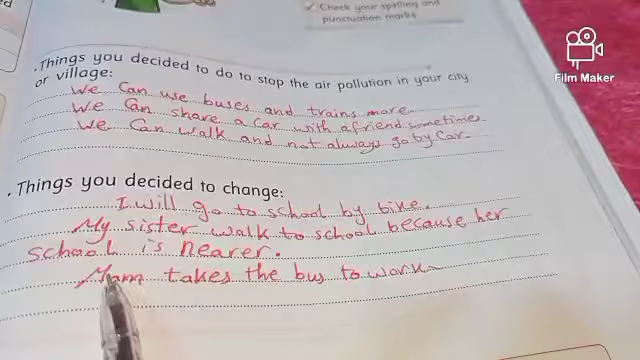 Check your spelling and
punctuation marks.
Film Maker
.Things you decided to do to stop the air pollution in your city
or village:
We Can use buses and trains more.
We Can share a car with a friend sometimes
We Can walk and not always go by Car.
.Things you decided to change:
I will go to school by bike.
My sister walk to school because her
school is nearer.
Mam takes the bus to work